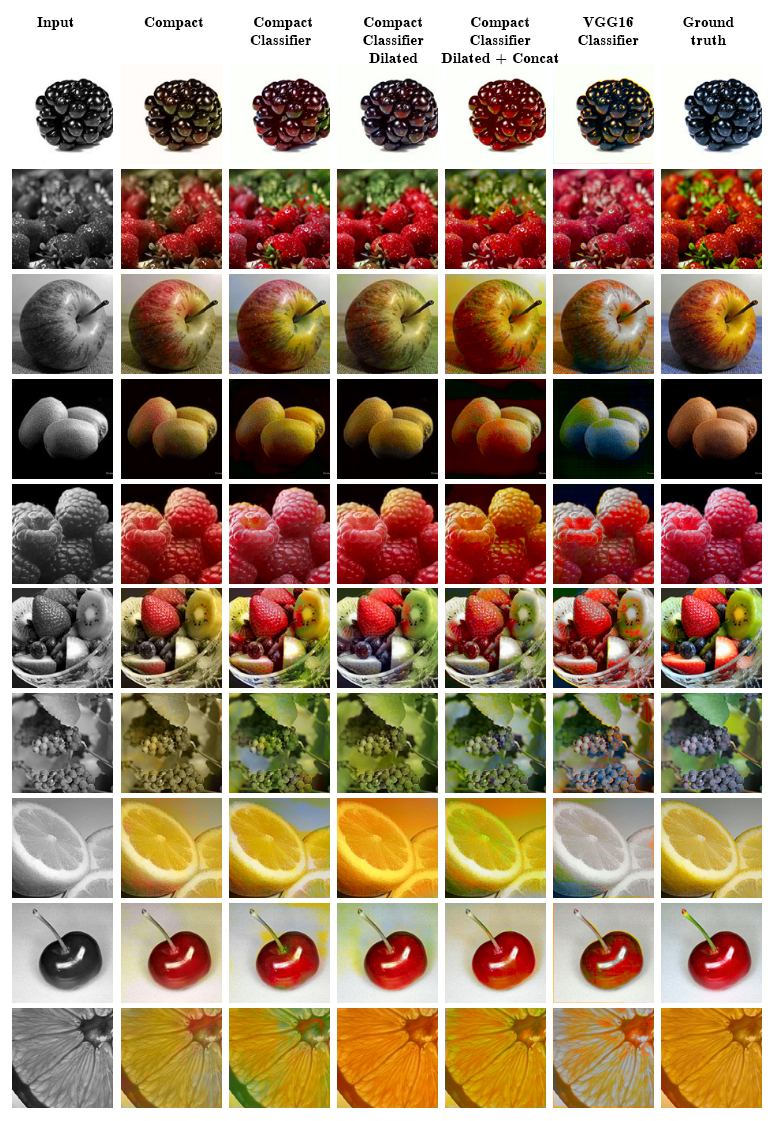 Input
Compact
Compact
Classifier
Compact
Classifier
Dilated
Compact
Classifier
Dilated + Concat
VGG16
Classifier
Ground
truth